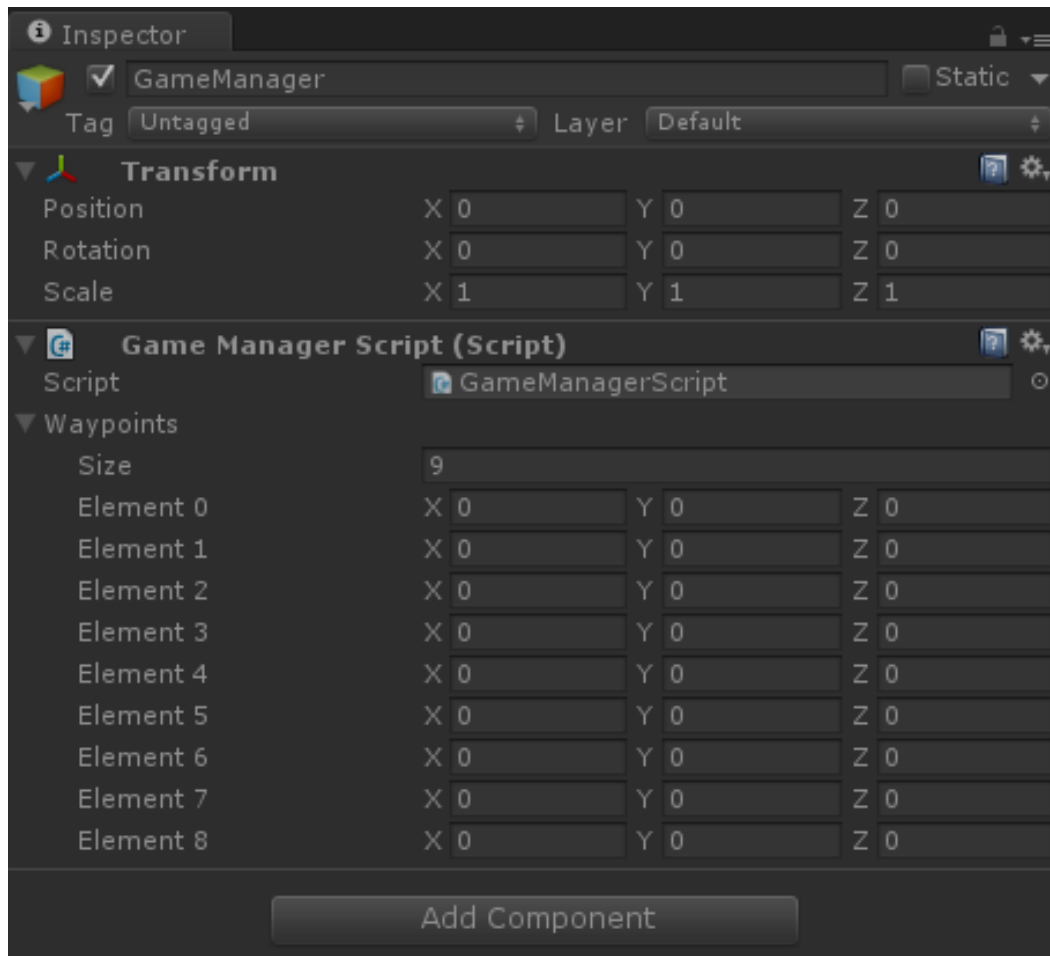 Inspector
GameManager Static
Tag Untagged Layer Default
Transform
Position X 0 Y 0 Z 0
Rotation X 0 Y 0 Z 0
Scale X 1 Y 1 Z 1
Game Manager Script (Script)
Script GameManagerScript
Waypoints
Size 9
Element 0 X 0 Y 0 Z 0
Element 1 X 0 Y 0 Z 0
Element 2 X 0 Y 0 Z 0
Element 3 X 0 Y 0 Z 0
Element 4 X 0 Y 0 Z 0
Element 5 X 0 Y 0 Z 0
Element 6 X 0 Y 0 Z 0
Element 7 X 0 Y 0 Z 0
Element 8 X 0 Y 0 Z 0
Add Component